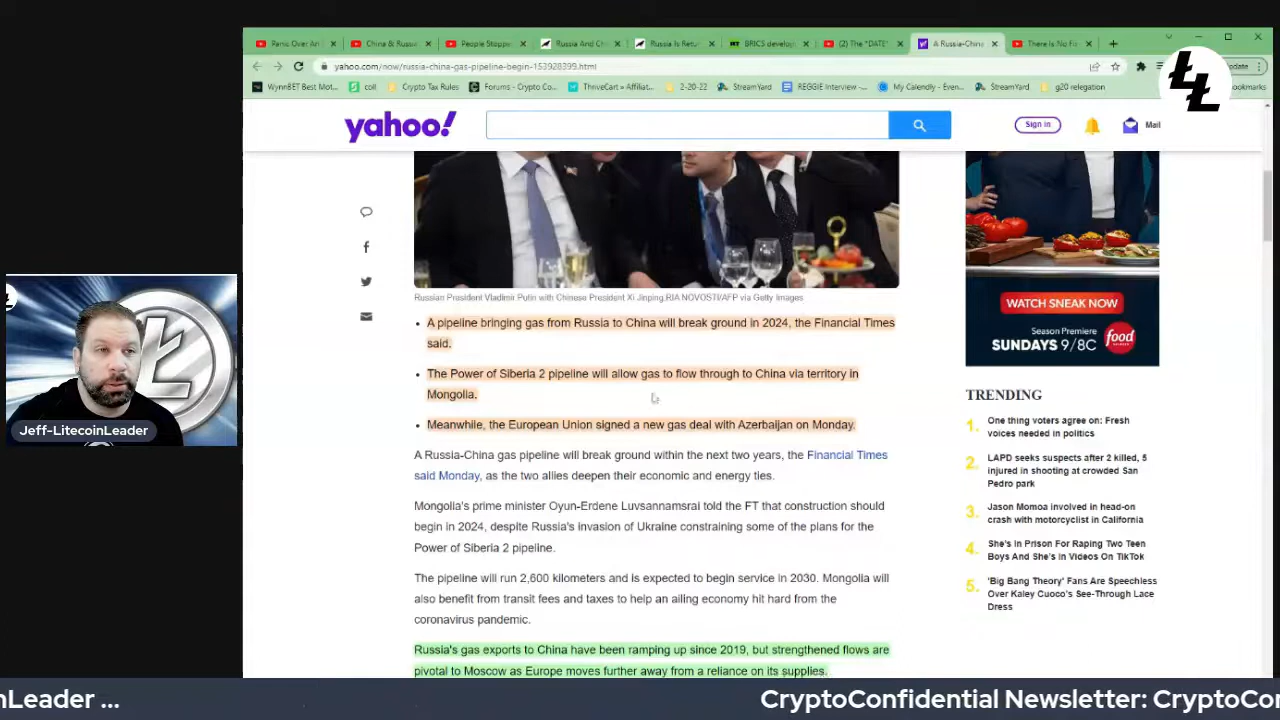 Panic Over An
China & Russia
People Stoppe
Russia And Ch
Russia Is Retur
BRICS develop
(2) The *DATE*
A Russia-China
There Is No Fi
yahoo.com/now/russia-china-gas-pipeline-begin-153928399.html
WynnBET Best Mot...
coll
Crypto Tax Rules
Forums - Crypto Co...
ThriveCart » Affiliat...
2-20-22
StreamYard
REGGIE Interview -...
My Calendly - Even...
StreamYard
g20 relegation
yahoo!
Sign in
Mail
Russian President Vladimir Putin with Chinese President Xi Jinping.RIA NOVOSTI/AFP via Getty Images
• A pipeline bringing gas from Russia to China will break ground in 2024, the Financial Times
said.
• The Power of Siberia 2 pipeline will allow gas to flow through to China via territory in
Mongolia.
• Meanwhile, the European Union signed a new gas deal with Azerbaijan on Monday.
A Russia-China gas pipeline will break ground within the next two years, the Financial Times
said Monday, as the two allies deepen their economic and energy ties.
Mongolia's prime minister Oyun-Erdene Luvsannamsrai told the FT that construction should
begin in 2024, despite Russia's invasion of Ukraine constraining some of the plans for the
Power of Siberia 2 pipeline.
The pipeline will run 2,600 kilometers and is expected to begin service in 2030. Mongolia will
also benefit from transit fees and taxes to help an ailing economy hit hard from the
coronavirus pandemic.
Russia's gas exports to China have been ramping up since 2019, but strengthened flows are
pivotal to Moscow as Europe moves further away from a reliance on its supplies.
WATCH SNEAK NOW
Season Premiere
SUNDAYS 9/8C
food
TRENDING
1. One thing voters agree on: Fresh
voices needed in politics
2. LAPD seeks suspects after 2 killed, 5
injured in shooting at crowded San
Pedro park
3. Jason Momoa involved in head-on
crash with motorcyclist in California
4. She's In Prison For Raping Two Teen
Boys And She's In Videos On TikTok
5. 'Big Bang Theory' Fans Are Speechless
Over Kaley Cuoco's See-Through Lace
Dress
Jeff-LitecoinLeader
nLeader ...
CryptoConfidential Newsletter: CryptoCon